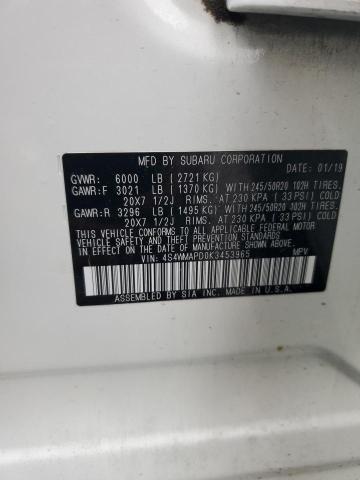 MFD BY SUBARU CORPORATION
DATE: 01/19
GVWR: 6000 LB (2721 KG)
GAWR:F 3021 LB (1370 KG) WITH 245/50R20 102H TIRES.
20X7 1/2J RIMS. AT 230 KPA (33 PSI) COLD
GAWR:R 3296 LB (1495 KG) WITH 245/50R20 102H TIRES.
20X7 1/2J RIMS. AT 230 KPA (33 PSI) COLD
THIS VEHICLE CONFORMS TO ALL APPLICABLE FEDERAL MOTOR
VEHICLE SAFETY, BUMPER, AND THEFT PREVENTION STANDARDS
IN EFFECT ON THE DATE OF MANUFACTURE SHOWN ABOVE.
VIN: 4S4WMAPD0K3453965 MPV
ASSEMBLED BY SIA INC. MADE IN U.S.A.